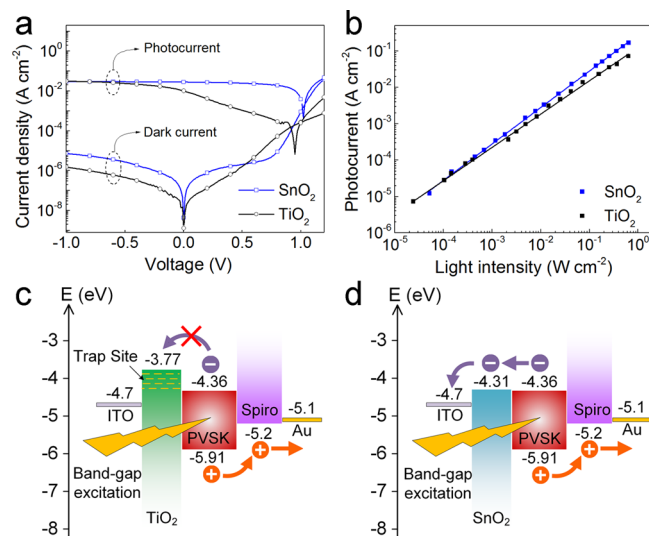 a
Current density (A cm⁻²)
10⁰
10⁻²
10⁻⁴
10⁻⁶
10⁻⁸
Photocurrent
Dark current
SnO₂
TiO₂
-1.0
-0.5
0.0
0.5
1.0
Voltage (V)
b
Photocurrent (A cm⁻²)
10⁰
10⁻¹
10⁻²
10⁻³
10⁻⁴
10⁻⁵
10⁻⁶
SnO₂
TiO₂
10⁻⁵ 10⁻⁴ 10⁻³ 10⁻² 10⁻¹ 10⁰
Light intensity (W cm⁻²)
c
E (eV)
-3
-4
-5
-6
-7
-8
Trap Site
-3.77
-4.36
-4.7
ITO
Spiro
-5.1
Au
PVSK
-5.2
-5.91
Band-gap
excitation
TiO₂
d
E (eV)
-3
-4
-5
-6
-7
-8
-4.31
-4.36
-4.7
ITO
Spiro
-5.1
Au
PVSK
-5.2
-5.91
Band-gap
excitation
SnO₂